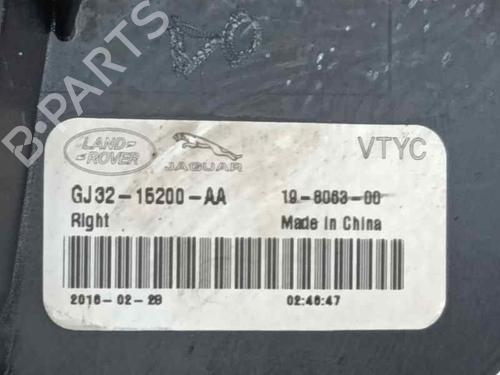 B-PARTS
LAND-
ROVER
JAGUAR
VTYC
GJ32-15200-AA
19-8063-00
Right
Made in China
2016-02-28
02:46:47